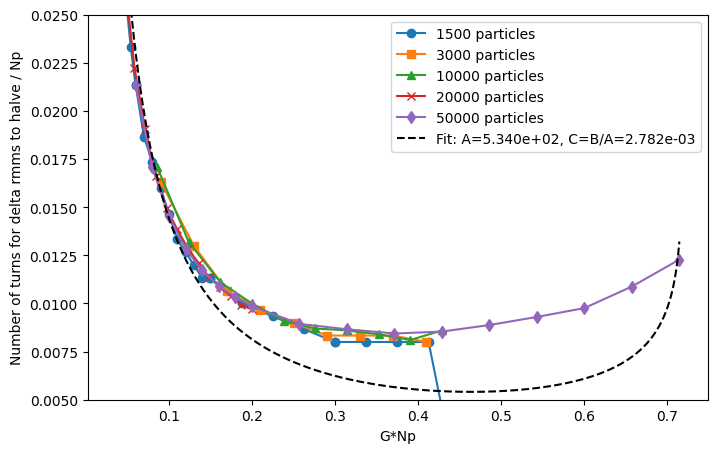 0.0250
0.0225
0.0200
0.0175
0.0150
0.0125
0.0100
0.0075
0.0050
Number of turns for delta rmms to halve / Np
1500 particles
3000 particles
10000 particles
20000 particles
50000 particles
Fit: A=5.340e+02, C=B/A=2.782e-03
0.1 0.2 0.3 0.4 0.5 0.6 0.7
G*Np